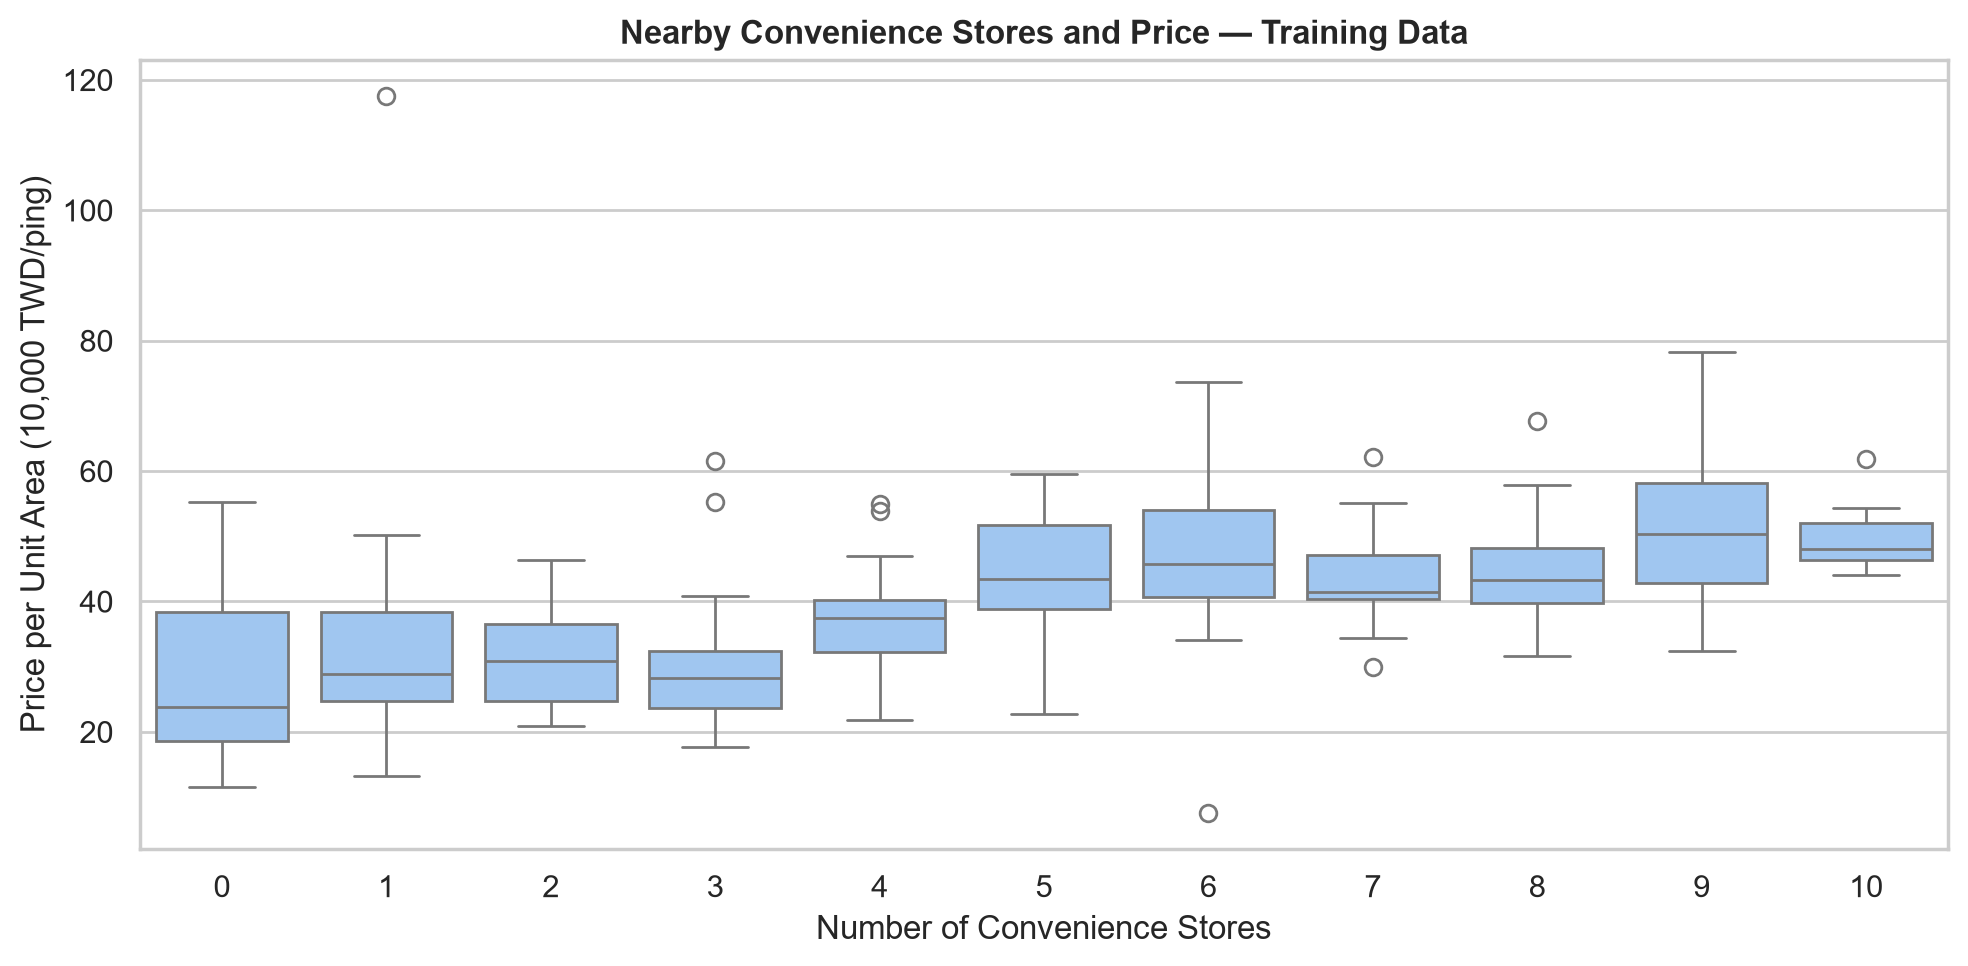 Nearby Convenience Stores and Price — Training Data
Price per Unit Area (10,000 TWD/ping)
120
100
80
60
40
20
0 1 2 3 4 5 6 7 8 9 10
Number of Convenience Stores